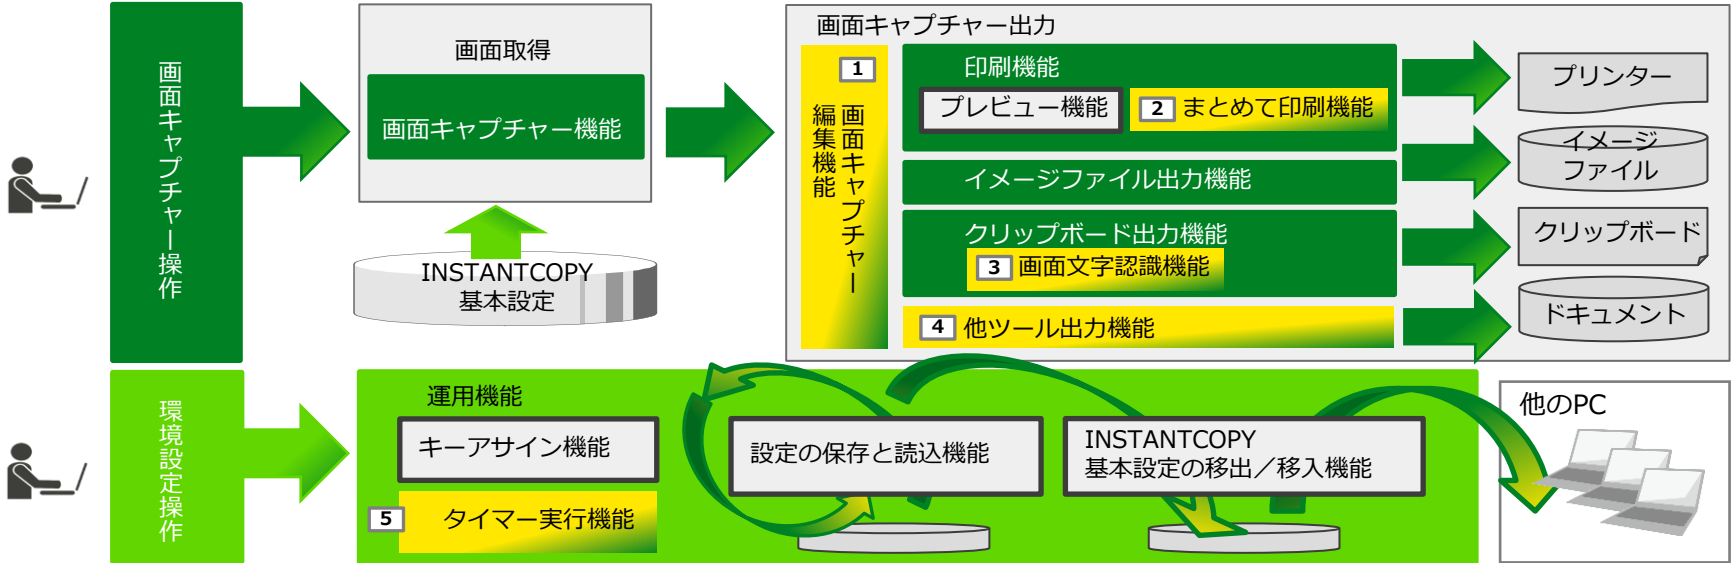 画面キャプチャー操作
画面取得
画面キャプチャー機能
INSTANTCOPY
基本設定
画面キャプチャー出力
1
画面キャプチャー
編集機能
印刷機能
プレビュー機能
2 まとめて印刷機能
イメージファイル出力機能
クリップボード出力機能
3 画面文字認識機能
4 他ツール出力機能
プリンター
イメージ
ファイル
クリップボード
ドキュメント
環境設定操作
運用機能
キーアサイン機能
5 タイマー実行機能
設定の保存と読込機能
INSTANTCOPY
基本設定の移出／移入機能
他のPC